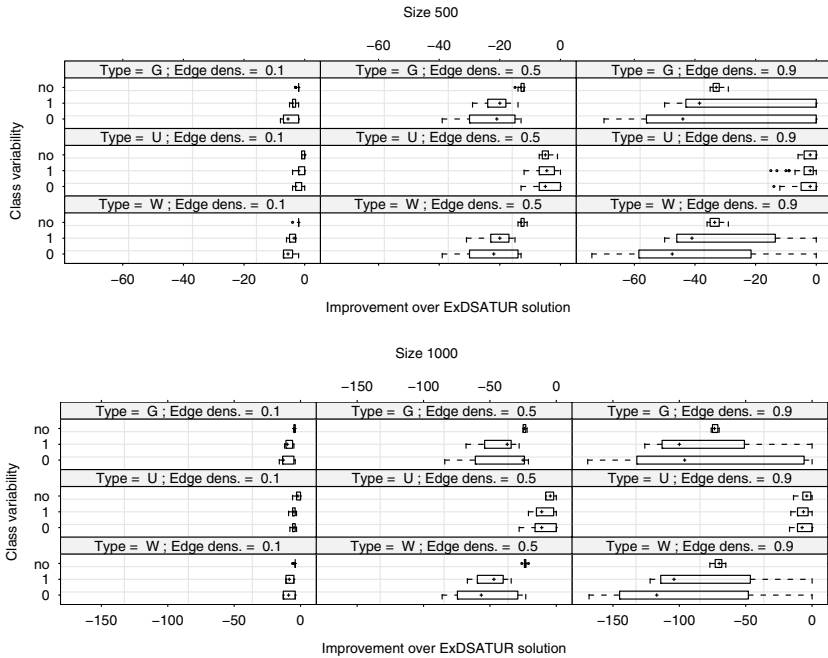 Size 500
−60 −40 −20 0
Type = G ; Edge dens. = 0.1 Type = G ; Edge dens. = 0.5 Type = G ; Edge dens. = 0.9
no
1
0
Type = U ; Edge dens. = 0.1 Type = U ; Edge dens. = 0.5 Type = U ; Edge dens. = 0.9
no
1
0
Type = W ; Edge dens. = 0.1 Type = W ; Edge dens. = 0.5 Type = W ; Edge dens. = 0.9
no
1
0
Class variability
−60 −40 −20 0 −60 −40 −20 0
Improvement over ExDSATUR solution
Size 1000
−150 −100 −50 0
Type = G ; Edge dens. = 0.1 Type = G ; Edge dens. = 0.5 Type = G ; Edge dens. = 0.9
no
1
0
Type = U ; Edge dens. = 0.1 Type = U ; Edge dens. = 0.5 Type = U ; Edge dens. = 0.9
no
1
0
Type = W ; Edge dens. = 0.1 Type = W ; Edge dens. = 0.5 Type = W ; Edge dens. = 0.9
no
1
0
Class variability
−150 −100 −50 0 −150 −100 −50 0
Improvement over ExDSATUR solution